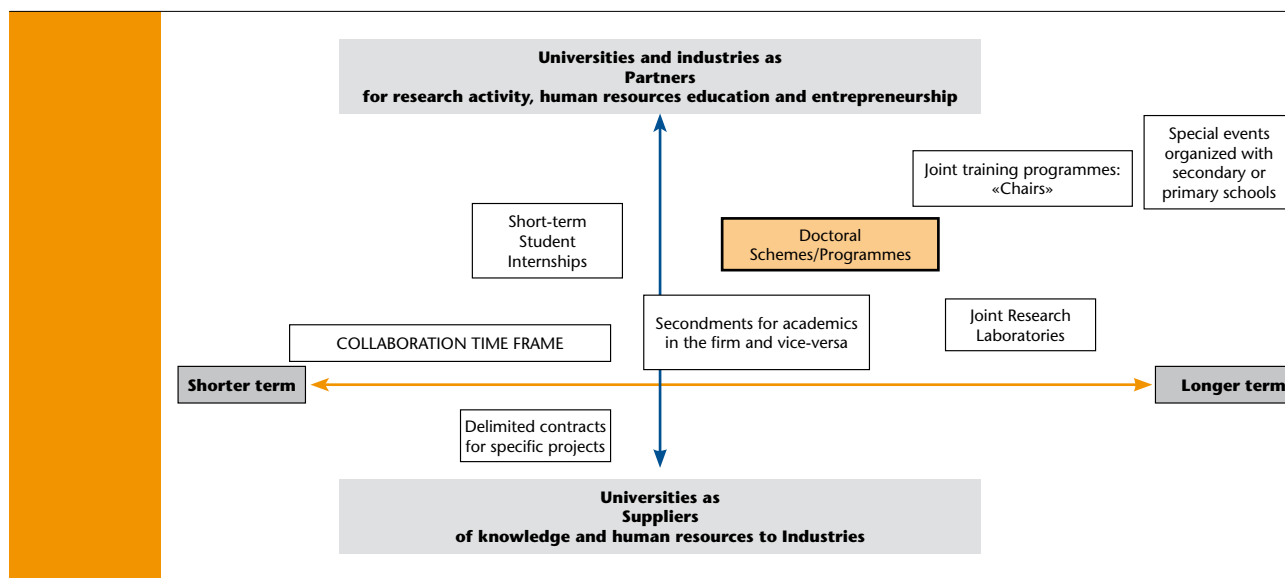 Universities and industries as
Partners
for research activity, human resources education and entrepreneurship
Special events
organized with
secondary or
primary schools
Joint training programmes:
«Chairs»
Short-term
Student
Internships
Doctoral
Schemes/Programmes
Secondments for academics
in the firm and vice-versa
Joint Research
Laboratories
COLLABORATION TIME FRAME
Shorter term
Longer term
Delimited contracts
for specific projects
Universities as
Suppliers
of knowledge and human resources to Industries